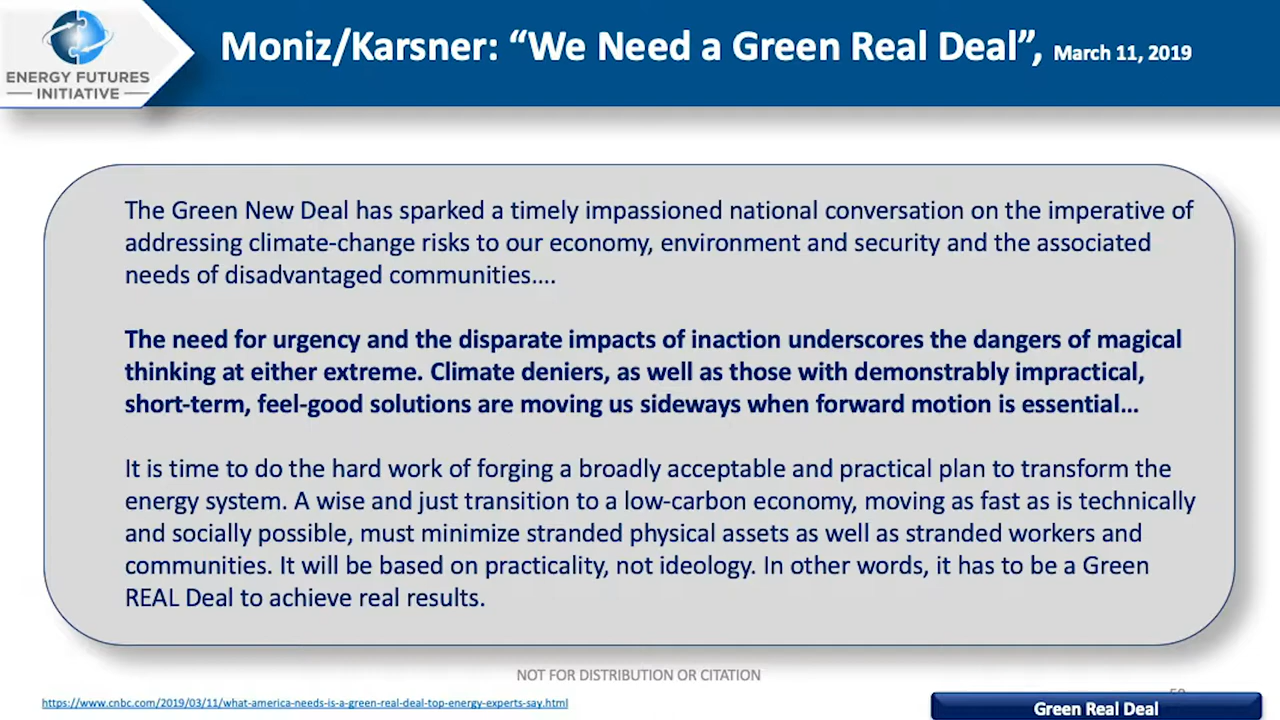 Moniz/Karsner: “We Need a Green Real Deal”, March 11, 2019
ENERGY FUTURES
INITIATIVE
The Green New Deal has sparked a timely impassioned national conversation on the imperative of
addressing climate-change risks to our economy, environment and security and the associated
needs of disadvantaged communities….
The need for urgency and the disparate impacts of inaction underscores the dangers of magical
thinking at either extreme. Climate deniers, as well as those with demonstrably impractical,
short-term, feel-good solutions are moving us sideways when forward motion is essential…
It is time to do the hard work of forging a broadly acceptable and practical plan to transform the
energy system. A wise and just transition to a low-carbon economy, moving as fast as is technically
and socially possible, must minimize stranded physical assets as well as stranded workers and
communities. It will be based on practicality, not ideology. In other words, it has to be a Green
REAL Deal to achieve real results.
NOT FOR DISTRIBUTION OR CITATION
https://www.cnbc.com/2019/03/11/what-america-needs-is-a-green-real-deal-top-energy-experts-say.html
Green Real Deal